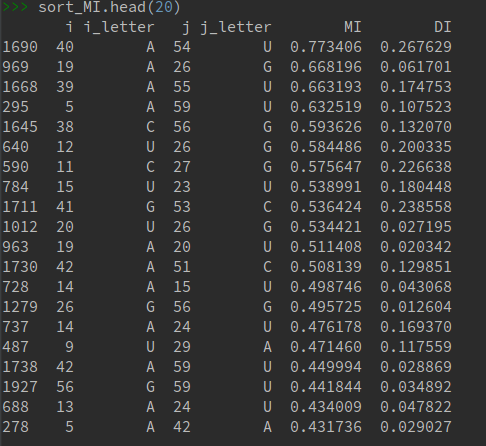 >>> sort_MI.head(20)
i i_letter j j_letter MI DI
1690 40 A 54 U 0.773406 0.267629
969 19 A 26 G 0.668196 0.061701
1668 39 A 55 U 0.663193 0.174753
295 5 A 59 U 0.632519 0.107523
1645 38 C 56 G 0.593626 0.132070
640 12 U 26 G 0.584486 0.200335
590 11 C 27 G 0.575647 0.226638
784 15 U 23 U 0.538991 0.180448
1711 41 G 53 C 0.536424 0.238558
1012 20 U 26 G 0.534421 0.027195
963 19 A 20 U 0.511408 0.020342
1730 42 A 51 C 0.508139 0.129851
728 14 A 15 U 0.498746 0.043068
1279 26 G 56 G 0.495725 0.012604
737 14 A 24 U 0.476178 0.169370
487 9 U 29 A 0.471460 0.117559
1738 42 A 59 U 0.449994 0.028869
1927 56 G 59 U 0.441844 0.034892
688 13 A 24 U 0.434009 0.047822
278 5 A 42 A 0.431736 0.029027